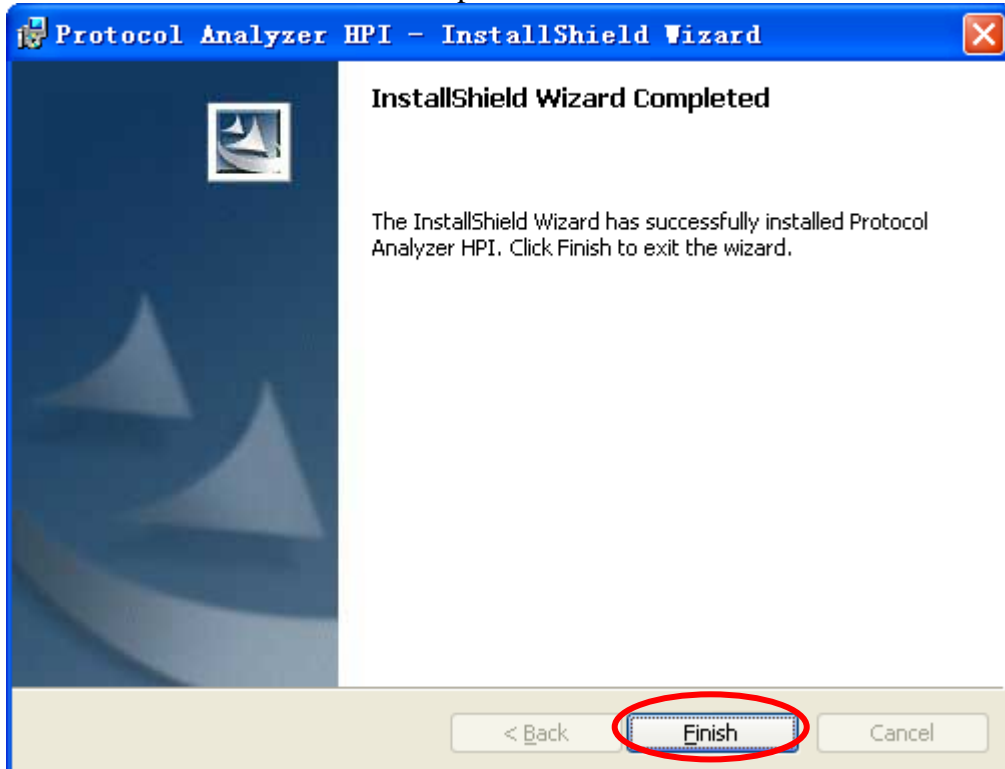 Protocol Analyzer HPI - InstallShield Wizard
InstallShield Wizard Completed
The InstallShield Wizard has successfully installed Protocol
Analyzer HPI. Click Finish to exit the wizard.
< Back
Finish
Cancel